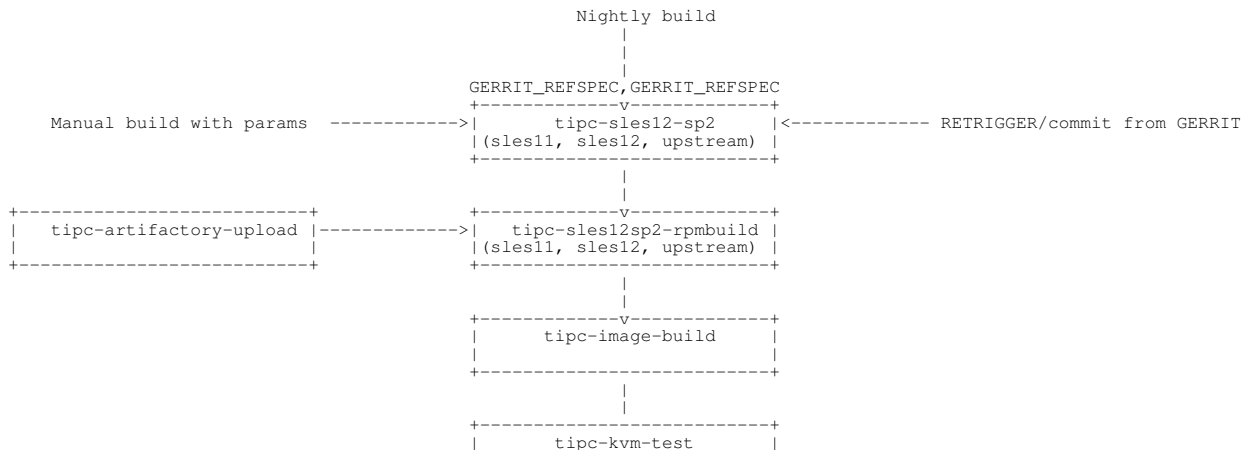 Nightly build
GERRIT_REFSPEC,GERRIT_REFSPEC
Manual build with params
tipc-sles12-sp2
RETRIGGER/commit from GERRIT
(sles11, sles12, upstream)
tipc-artifactory-upload
tipc-sles12sp2-rpmbuild
(sles11, sles12, upstream)
tipc-image-build
tipc-kvm-test